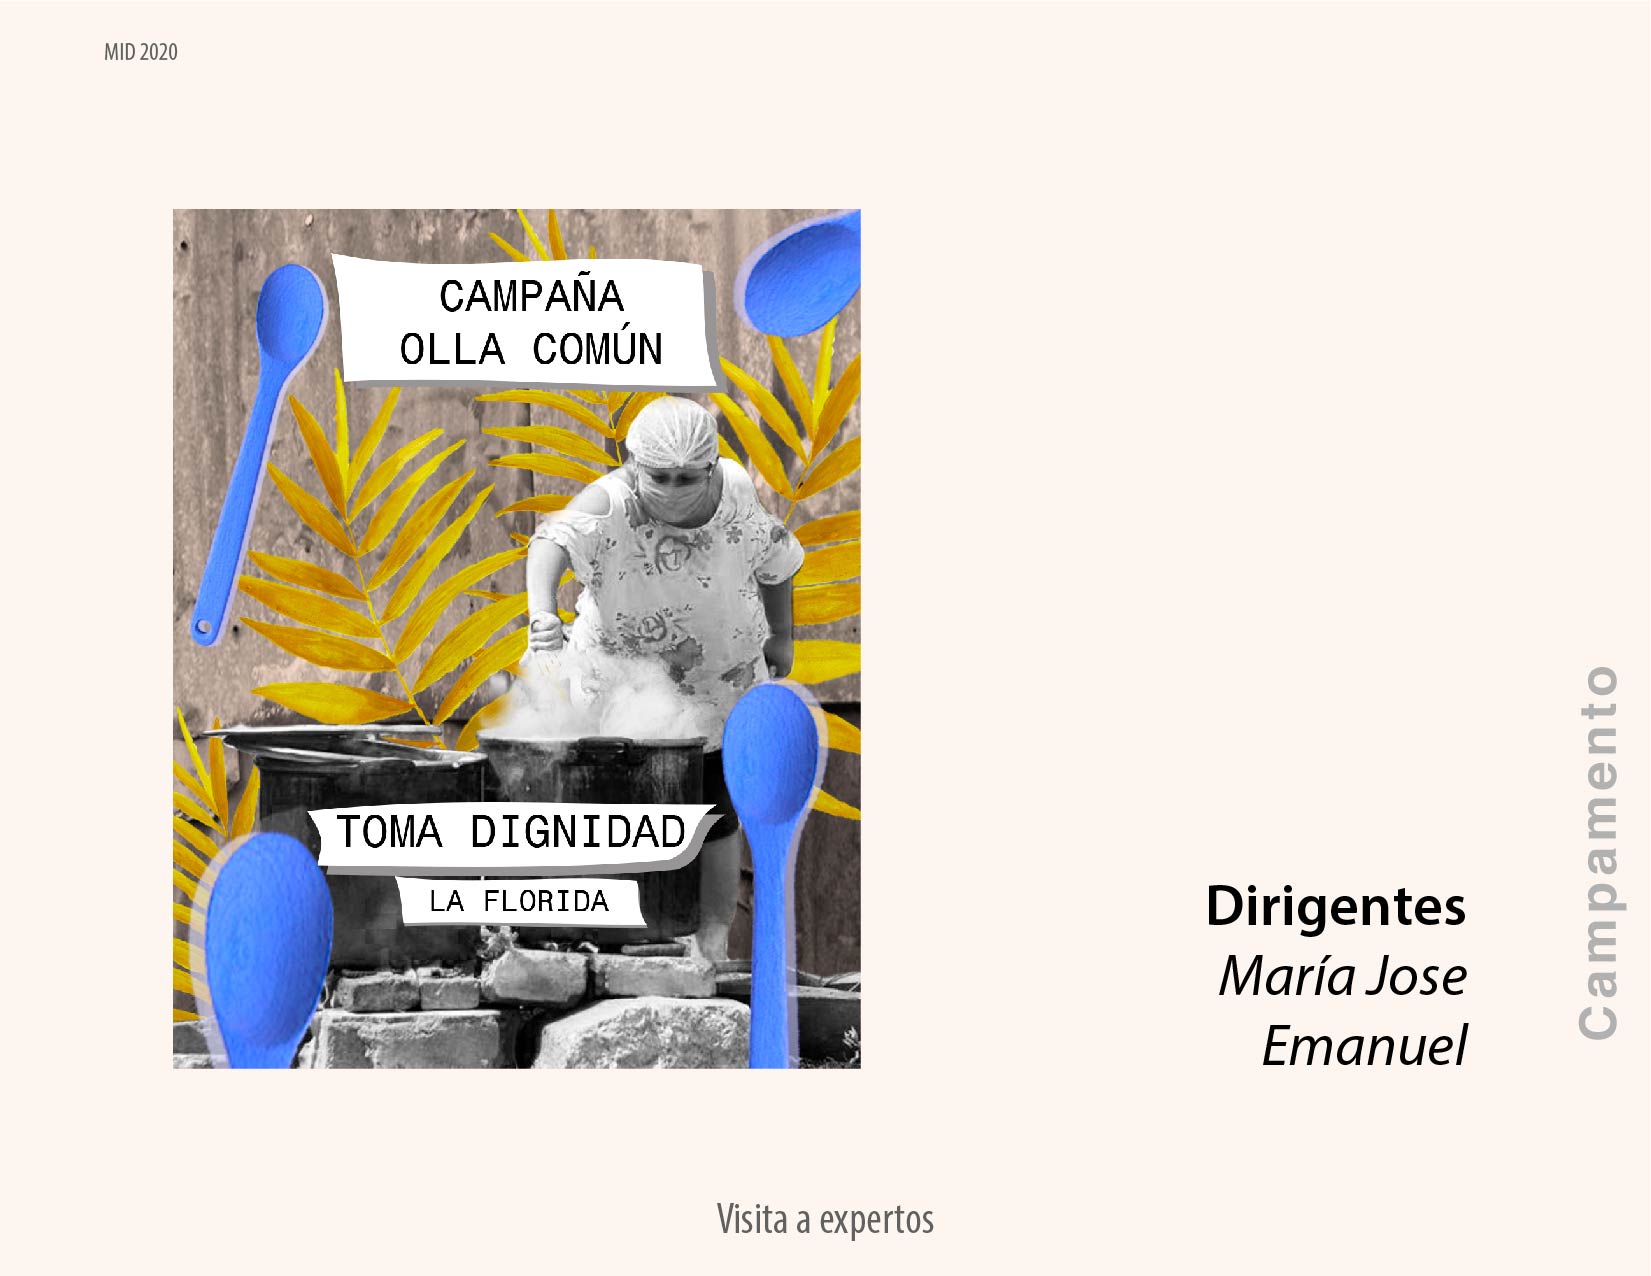 MID 2020
CAMPAÑA
OLLA COMÚN
TOMA DIGNIDAD
LA FLORIDA
Dirigentes
María Jose
Emanuel
Campamento
Visita a expertos